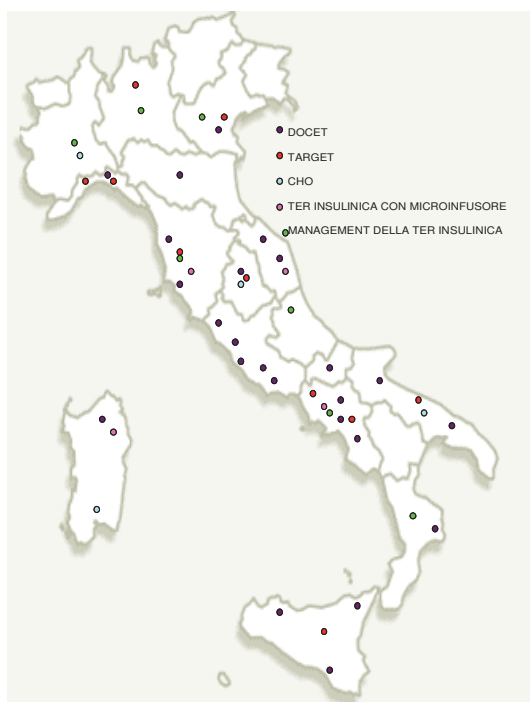 DOCET
TARGET
CHO
TER INSULINICA CON MICROINFUSORE
MANAGEMENT DELLA TER INSULINICA